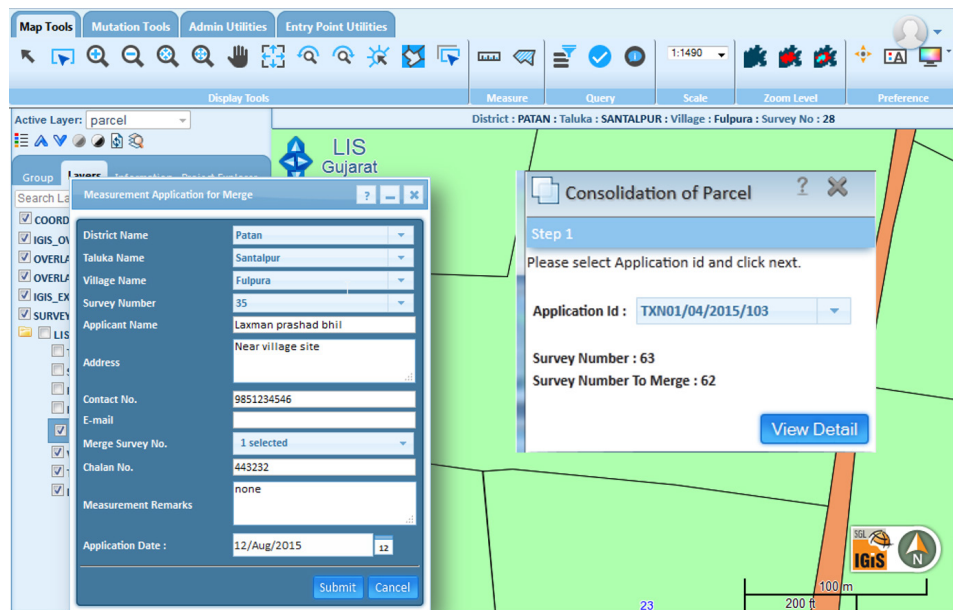 Map Tools Mutation Tools Admin Utilities Entry Point Utilities
1:1490
Display Tools Measure Query Scale Zoom Level Preference
Active Layer: parcel
District : PATAN : Taluka : SANTALPUR : Village : Fulpura : Survey No : 28
LIS
Gujarat
Group Layers Information Project Explorer
Search La
COORD
IGIS_OV
OVERLA
OVERLA
IGIS_EX
SURVEY
LIS
Measurement Application for Merge ?
District Name Patan
Taluka Name Santalpur
Village Name Fulpura
Survey Number 35
Applicant Name Laxman prashad bhil
Address Near village site
Contact No. 9851234546
E-mail
Merge Survey No. 1 selected
Chalan No. 443232
Measurement Remarks none
Application Date : 12/Aug/2015 12
Submit Cancel
Consolidation of Parcel ?
Step 1
Please select Application id and click next.
Application Id : TXN01/04/2015/103
Survey Number : 63
Survey Number To Merge : 62
View Detail
SGL
IGiS
N
100 m
200 ft
23